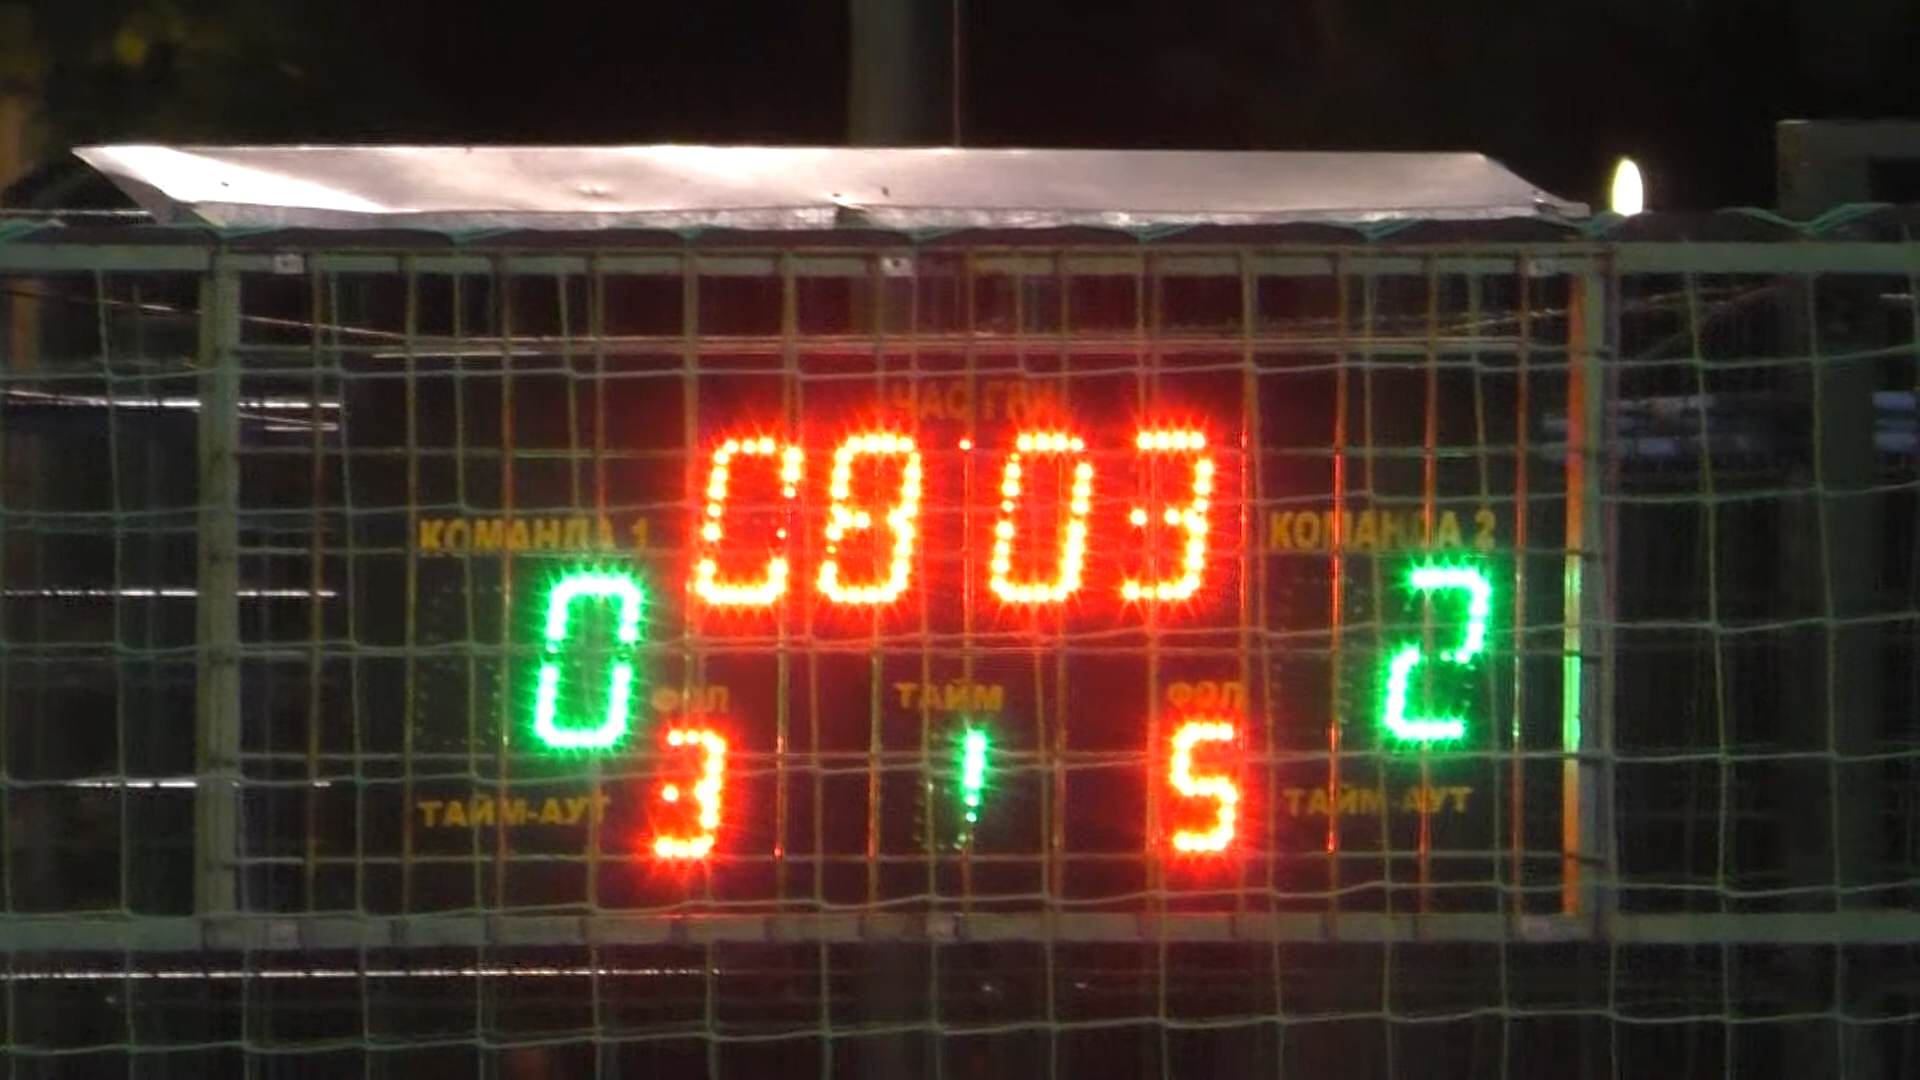 ЧАС ГРИ
08 03
КОМАНДА 1
КОМАНДА 2
0
2
ФОЛ
ТАЙМ
ФОЛ
3
1
5
ТАЙМ-АУТ
ТАЙМ-АУТ